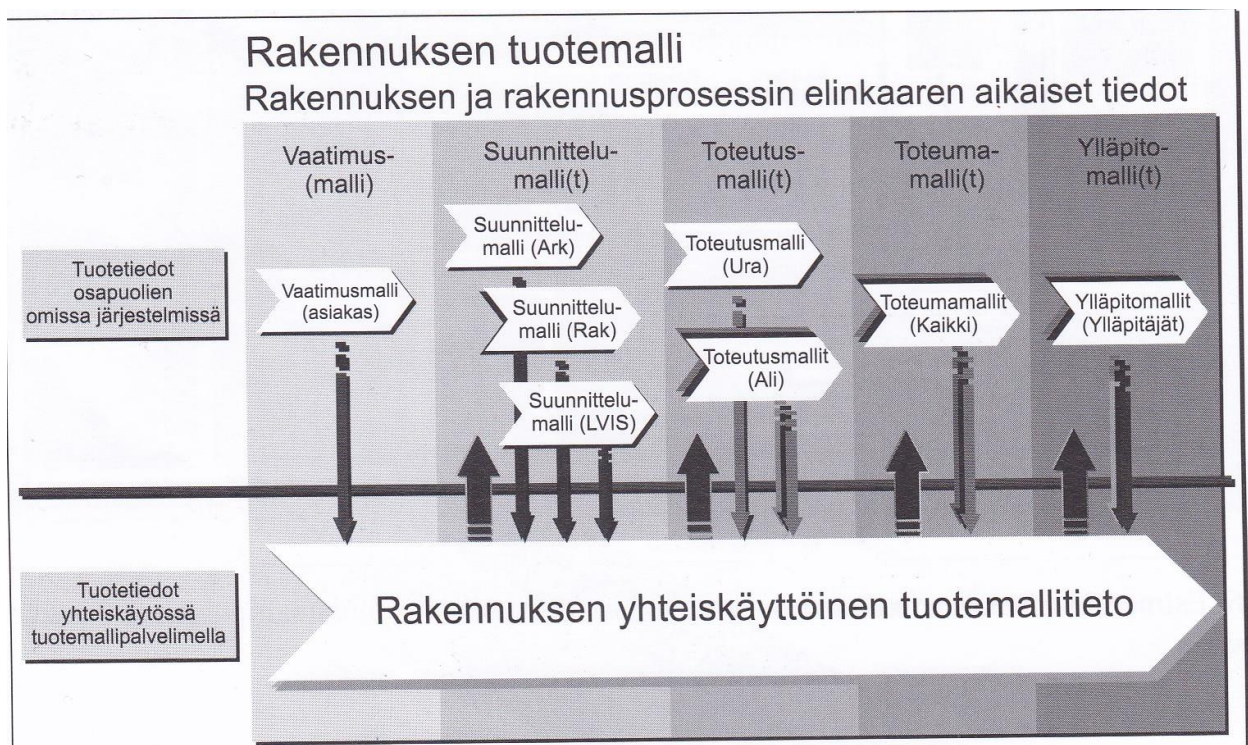 Rakennuksen tuotemalli
Rakennuksen ja rakennusprosessin elinkaaren aikaiset tiedot
Vaatimus-
(malli)
Suunnittelu-
malli(t)
Toteutus-
malli(t)
Toteuma-
malli(t)
Ylläpito-
malli(t)
Tuotetiedot
osapuolien
omissa järjestelmissä
Vaatimusmalli
(asiakas)
Suunnittelu-
malli (Ark)
Suunnittelu-
malli (Rak)
Suunnittelu-
malli (LVIS)
Toteutusmalli
(Ura)
Toteutusmallit
(Ali)
Toteumamallit
(Kaikki)
Ylläpitomallit
(Ylläpitäjät)
Tuotetiedot
yhteiskäytössä
tuotemallipalvelimella
Rakennuksen yhteiskäyttöinen tuotemallitieto